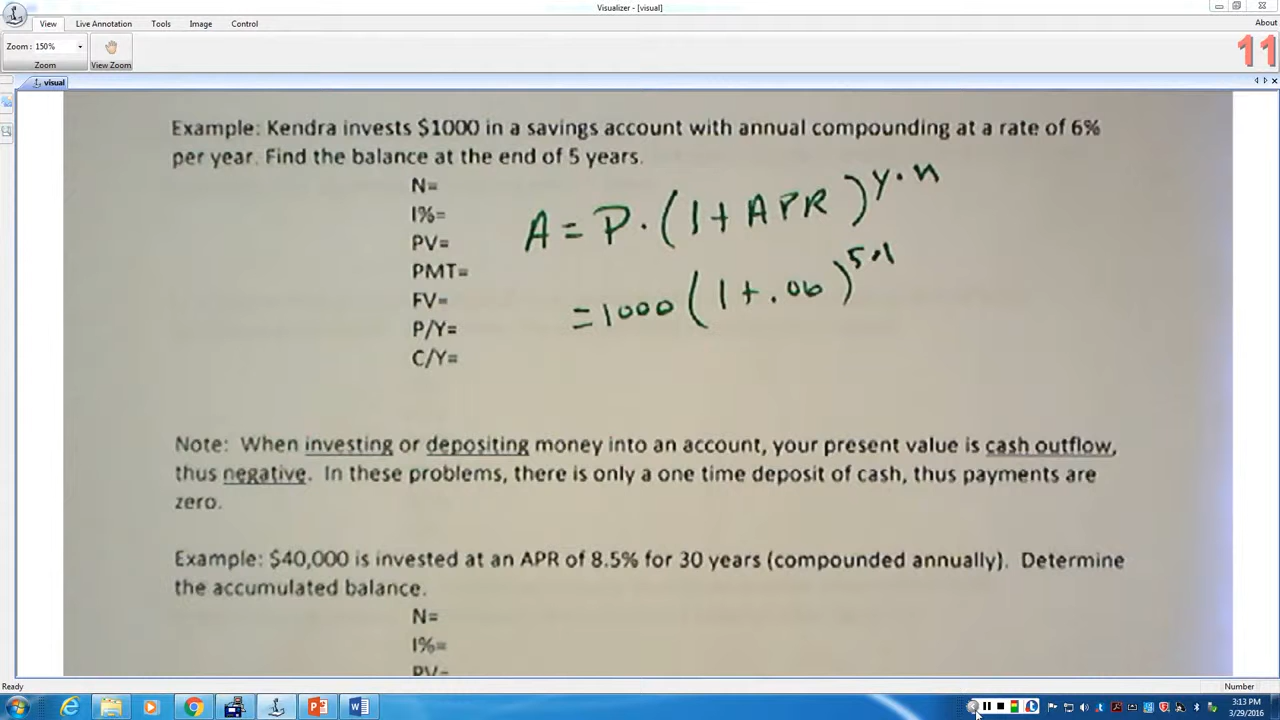 Visualizer - [visual]
View Live Annotation Tools Image Control About
Zoom : 150%
Zoom View Zoom
11
visual
Example: Kendra invests $1000 in a savings account with annual compounding at a rate of 6%
per year. Find the balance at the end of 5 years.
N=
I%=
PV=
PMT=
FV=
P/Y=
C/Y=
A = P · (1 + APR)^Y·n
= 1000 (1 + .06)^5·1
Note: When investing or depositing money into an account, your present value is cash outflow,
thus negative. In these problems, there is only a one time deposit of cash, thus payments are
zero.
Example: $40,000 is invested at an APR of 8.5% for 30 years (compounded annually). Determine
the accumulated balance.
N=
I%=
PV=
Ready Number
3:13 PM
3/29/2016